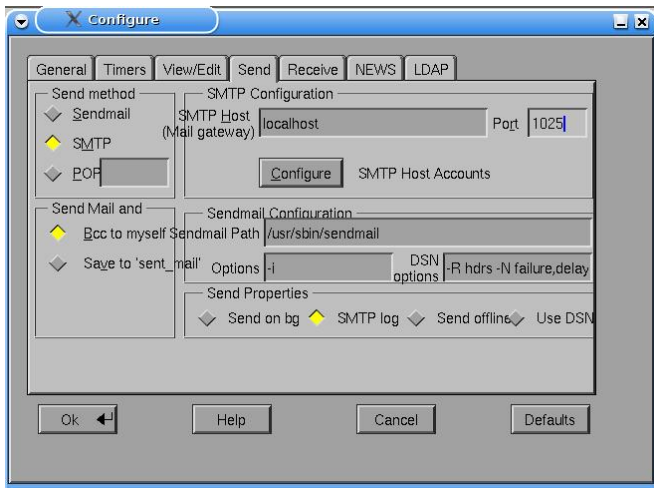 Configure
General Timers View/Edit Send Receive NEWS LDAP
Send method
Sendmail
SMTP
POP
SMTP Configuration
SMTP Host
(Mail gateway)
localhost
Port 1025
Configure SMTP Host Accounts
Send Mail and
Bcc to myself
Save to 'sent_mail'
Sendmail Configuration
Sendmail Path /usr/sbin/sendmail
Options -i
DSN
options
-R hdrs -N failure,delay
Send Properties
Send on bg SMTP log Send offline Use DSN
Ok Help Cancel Defaults